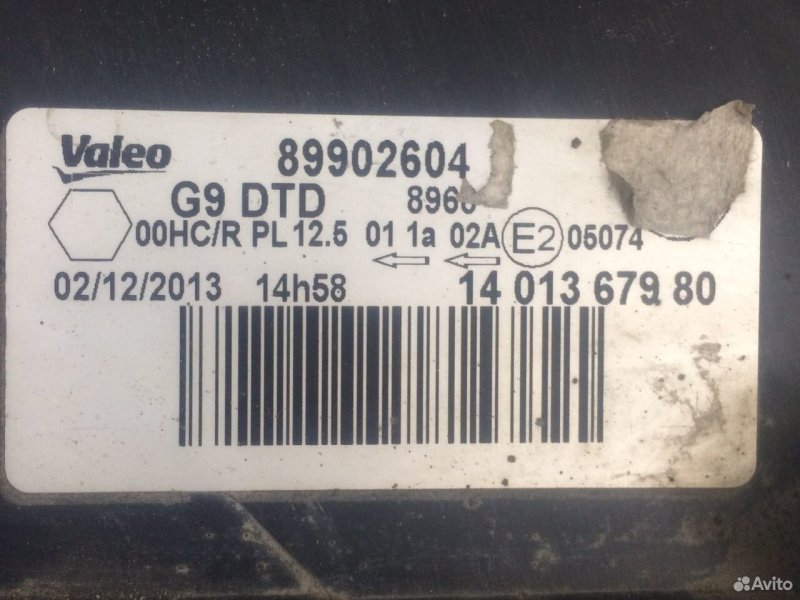 Valeo 89902604
G9 DTD
00HC/R PL 12.5 01 1a 02A E2 05074
02/12/2013 14h58 14 013 679 80
Avito